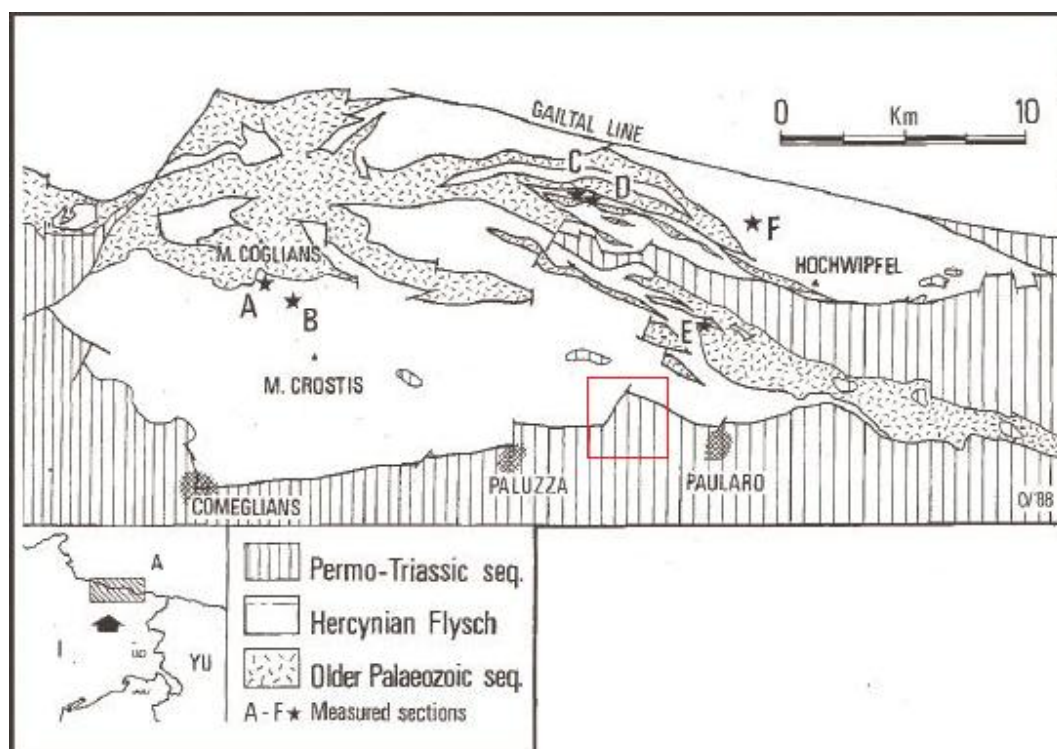 GAILTAL LINE
0 Km 10
C
D
F
M. COGLIANS
HOCHWIPFEL
A
B
E
M. CROSTIS
PALUZZA
PAULARO
COMEGLIANS
A
I
YU
Permo-Triassic seq.
Hercynian Flysch
Older Palaeozoic seq.
A-F★ Measured sections